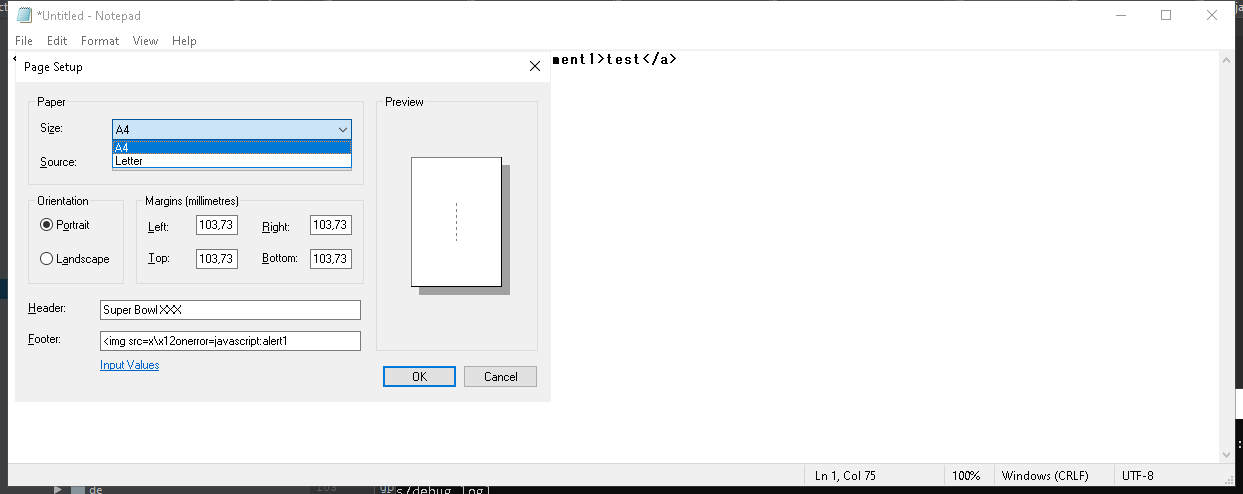 *Untitled - Notepad
File Edit Format View Help
ment1>test</a>
Page Setup
Paper
Size:
A4
A4
Letter
Source:
Orientation
Portrait
Landscape
Margins (millimetres)
Left: 103,73 Right: 103,73
Top: 103,73 Bottom: 103,73
Preview
Header: Super Bowl XXX
Footer: <img src=x\x12onerror=javascript:alert1
Input Values
OK Cancel
Ln 1, Col 75 100% Windows (CRLF) UTF-8
de